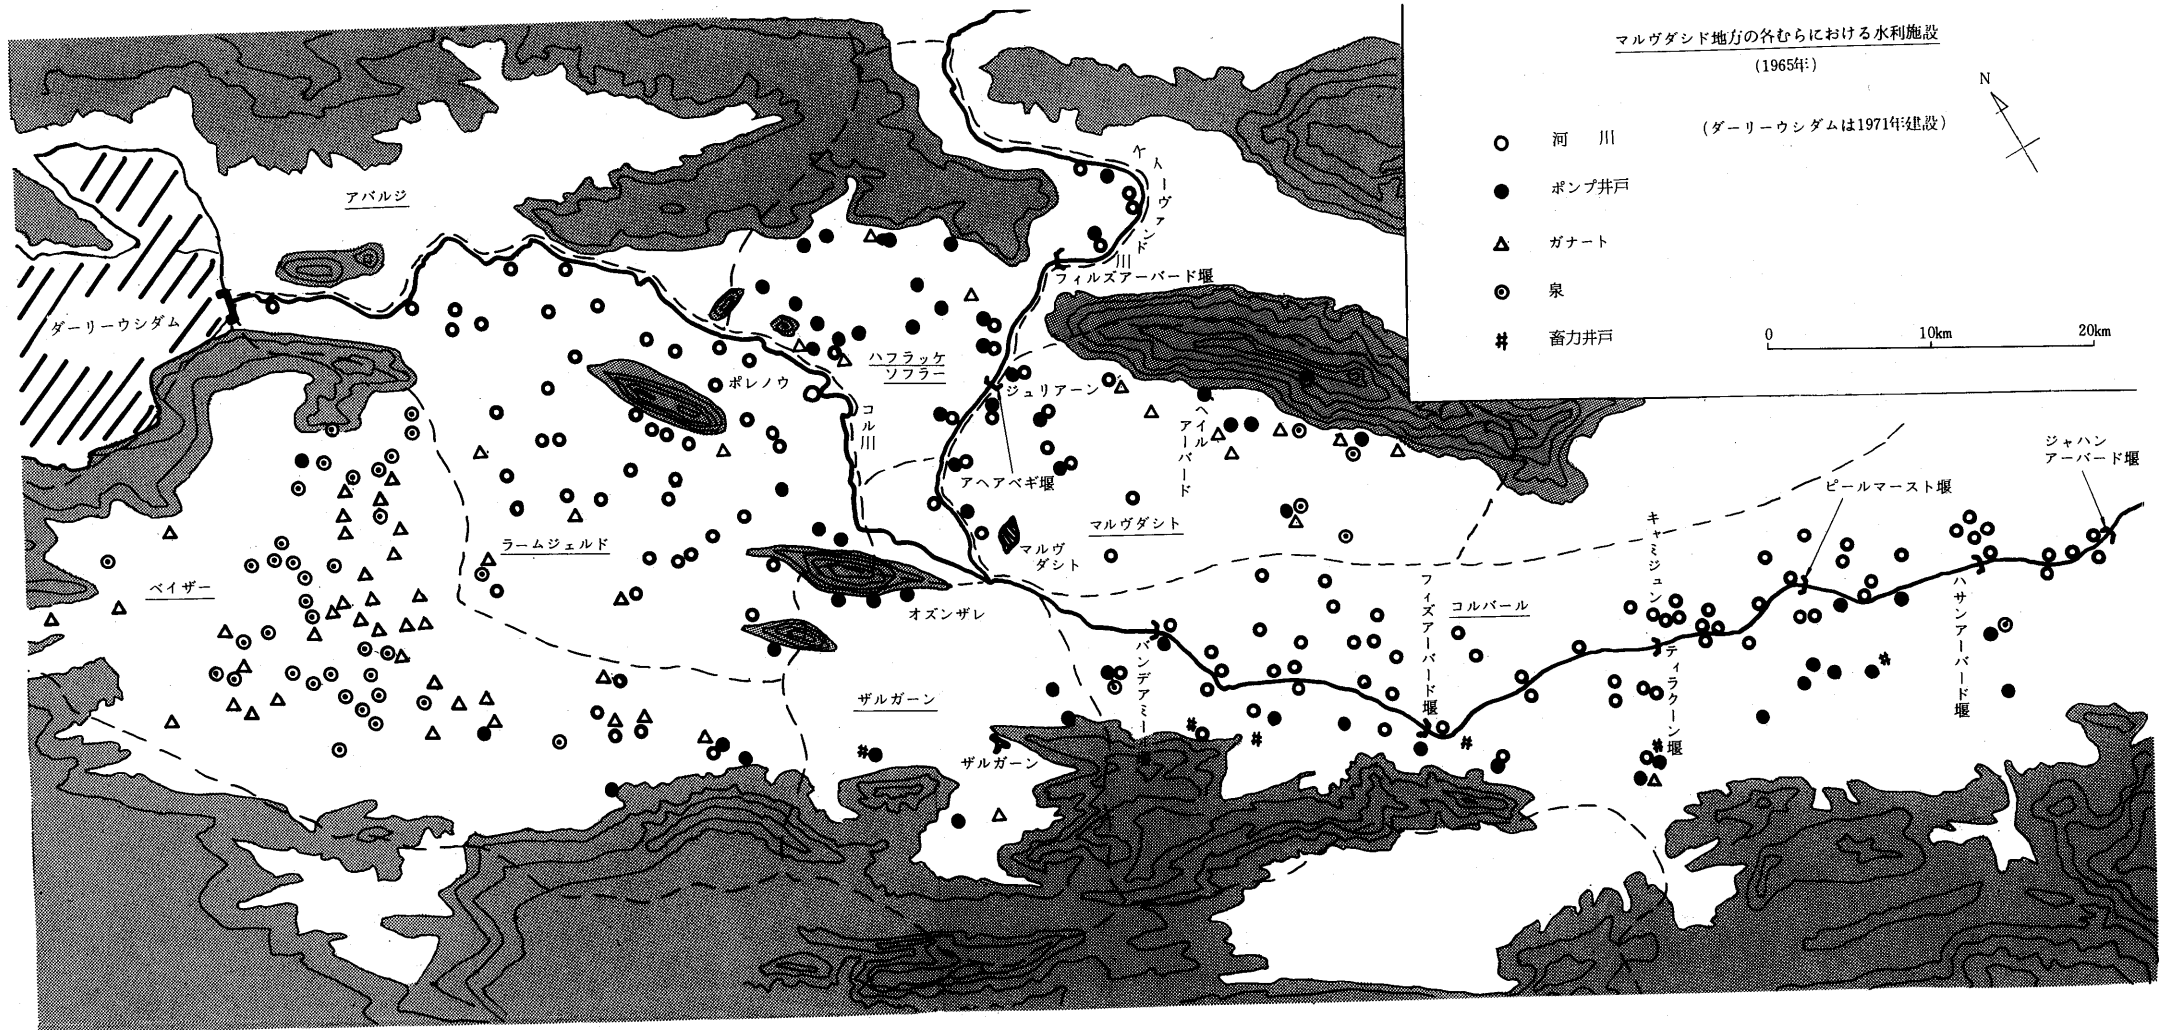 マルヴダシド地方の各むらにおける水利施設
(1965年)
(ダーリーウシダムは1971年建設)
N
河 川
ポンプ井戸
ガナート
泉
畜力井戸
0 10km 20km
アバルジ
ダーリーウシダム
ベイザー
ラームジェルド
ポレノウ
コル川
ハフラッケ
ソフラー
ケトーヴァンド川
フィルズアーバード堰
ジュリアーン
アヘアベギ堰
ヘイル
アーバード
マルヴダシト
マルヴ
ダシト
オズンザレ
ザルガーン
ザルガーン
バンデアミール
フィズアーバード堰
コルバール
キャミジュン
ティラクーン堰
ピールマースト堰
ハサンアーバード堰
ジャハン
アーバード堰